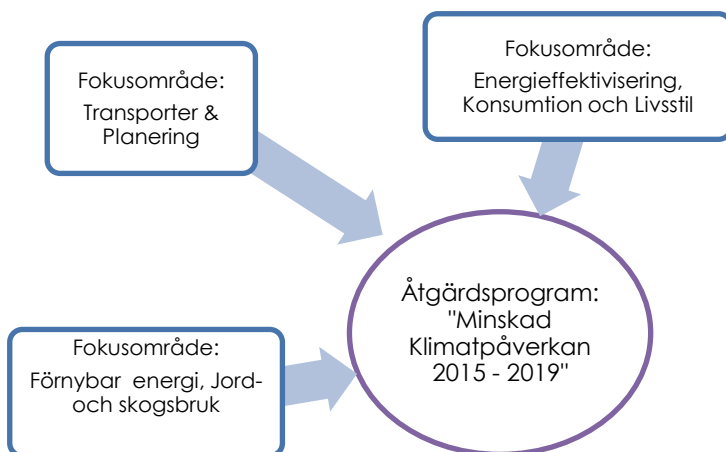 Fokusområde:
Transporter &
Planering
Fokusområde:
Energieffektivisering,
Konsumtion och Livsstil
Åtgärdsprogram:
"Minskad
Klimatpåverkan
2015 - 2019"
Fokusområde:
Förnybar energi, Jord-
och skogsbruk